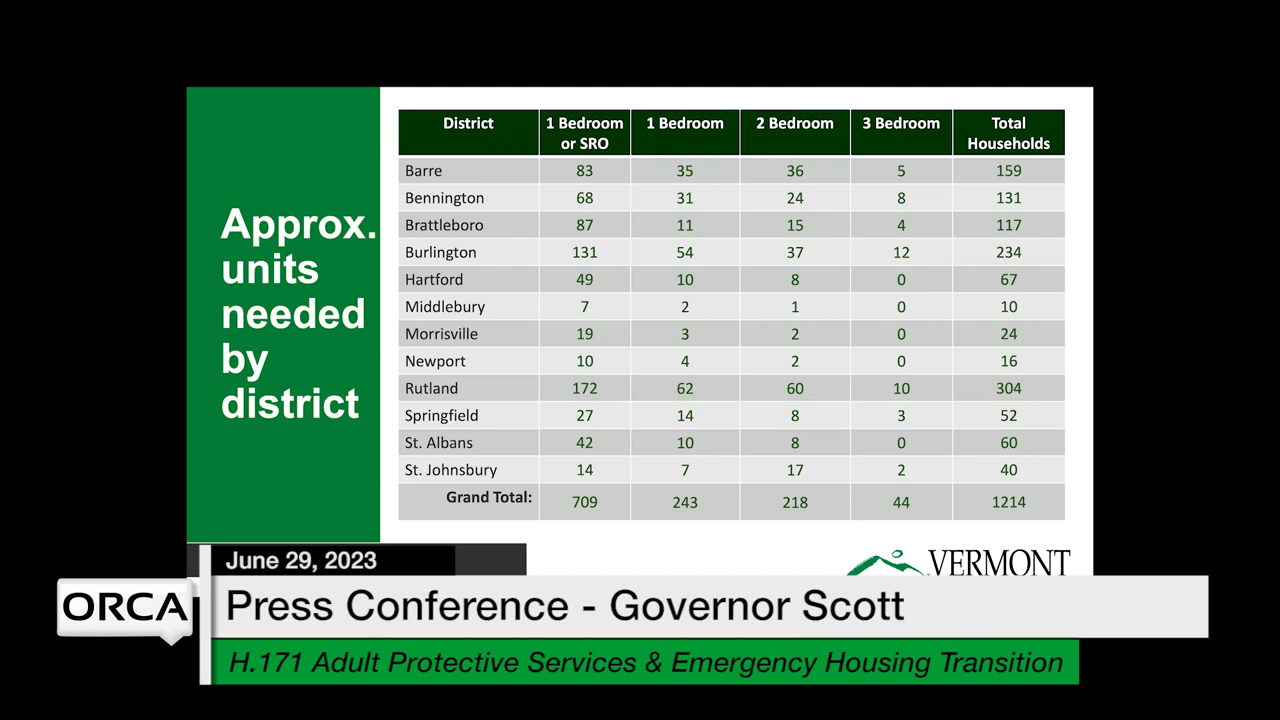 Approx.
units
needed
by
district
District 1 Bedroom or SRO 1 Bedroom 2 Bedroom 3 Bedroom Total Households
Barre 83 35 36 5 159
Bennington 68 31 24 8 131
Brattleboro 87 11 15 4 117
Burlington 131 54 37 12 234
Hartford 49 10 8 0 67
Middlebury 7 2 1 0 10
Morrisville 19 3 2 0 24
Newport 10 4 2 0 16
Rutland 172 62 60 10 304
Springfield 27 14 8 3 52
St. Albans 42 10 8 0 60
St. Johnsbury 14 7 17 2 40
Grand Total: 709 243 218 44 1214
VERMONT
June 29, 2023
ORCA
Press Conference - Governor Scott
H.171 Adult Protective Services & Emergency Housing Transition